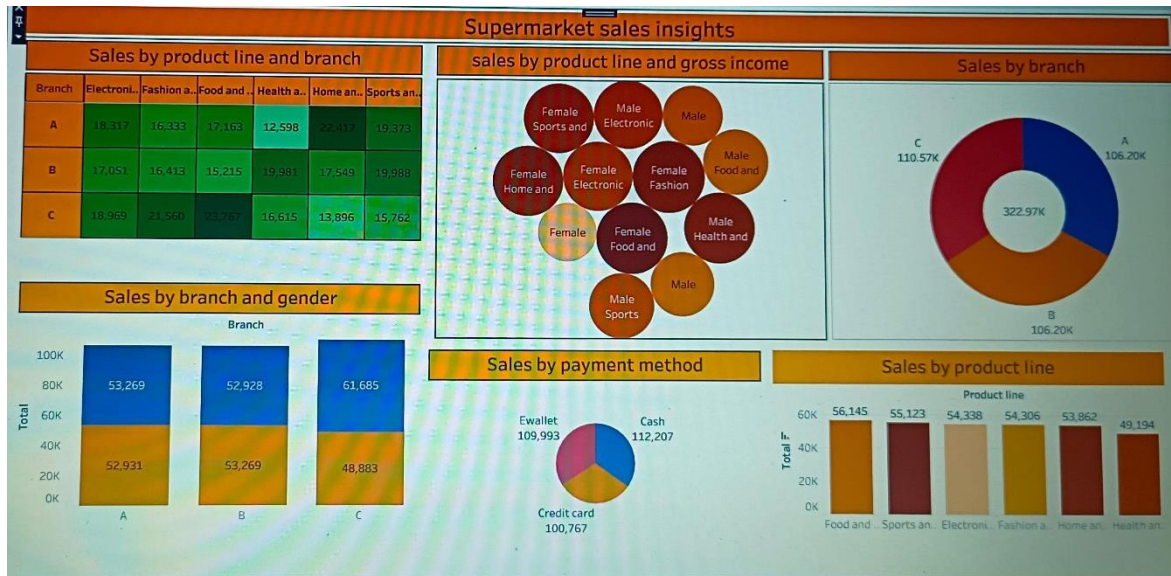 Supermarket sales insights
Sales by product line and branch
Branch Electroni.. Fashion a.. Food and .. Health a.. Home an.. Sports an..
A 18,317 16,333 17,163 12,598 22,417 19,373
B 17,051 16,413 15,215 19,981 17,549 19,988
C 18,969 21,560 23,767 16,615 13,896 15,762
sales by product line and gross income
Female
Sports and
Male
Electronic
Male
Female
Home and
Female
Electronic
Female
Fashion
Male
Food and
Female
Female
Food and
Male
Health and
Male
Sports
Male
Sales by branch
C
110.57K
A
106.20K
322.97K
B
106.20K
Sales by branch and gender
Branch
Total
100K
80K
60K
40K
20K
0K
53,269 52,928 61,685
52,931 53,269 48,883
A B C
Sales by payment method
Ewallet
109,993
Cash
112,207
Credit card
100,767
Sales by product line
Product line
60K
40K
20K
0K
56,145 55,123 54,338 54,306 53,862 49,194
Food and .. Sports an.. Electroni.. Fashion a.. Home an.. Health an..